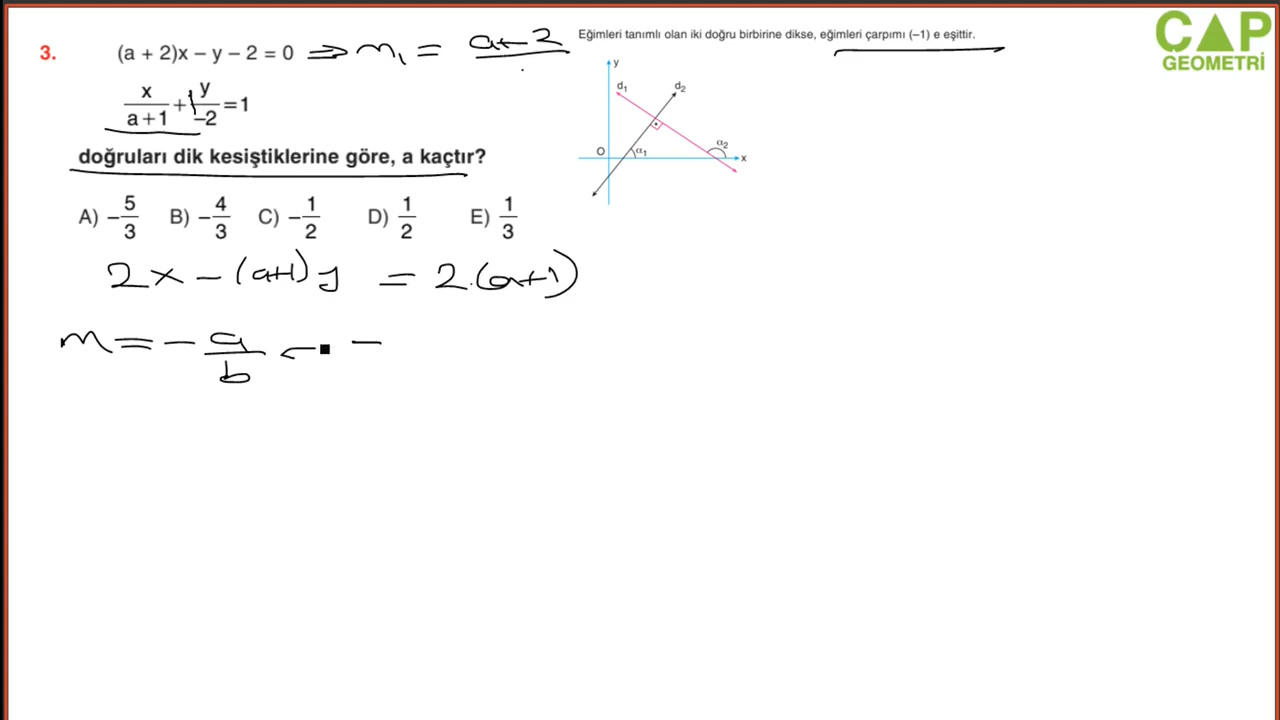 3. (a + 2)x – y – 2 = 0 ⇒ m₁ = a+2
x/(a+1) + y/–2 = 1
doğruları dik kesiştiklerine göre, a kaçtır?
A) –5/3 B) –4/3 C) –1/2 D) 1/2 E) 1/3
2x – (a+1)y = 2.(a+1)
m = – a/b ← –
Eğimleri tanımlı olan iki doğru birbirine dikse, eğimleri çarpımı (–1) e eşittir.
y
d₁ d₂
O α₁ α₂ x
CAP
GEOMETRİ